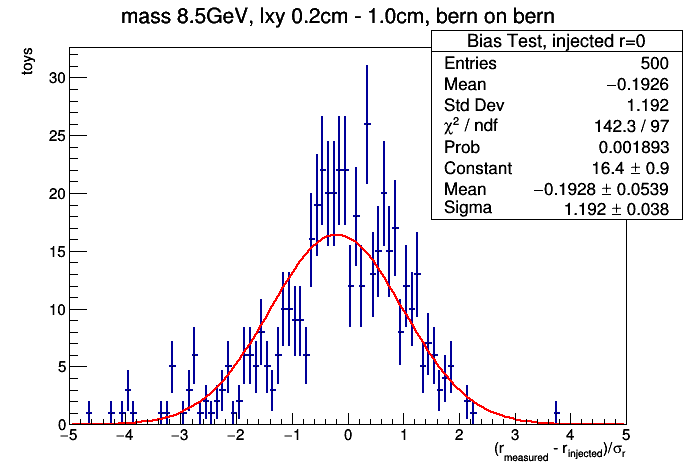 mass 8.5GeV, lxy 0.2cm - 1.0cm, bern on bern
Bias Test, injected r=0
Entries 500
Mean −0.1926
Std Dev 1.192
χ² / ndf 142.3 / 97
Prob 0.001893
Constant 16.4 ± 0.9
Mean −0.1928 ± 0.0539
Sigma 1.192 ± 0.038
toys
30
25
20
15
10
5
0
−5 −4 −3 −2 −1 0 1 2 3 4 5
(r_measured - r_injected)/σ_r